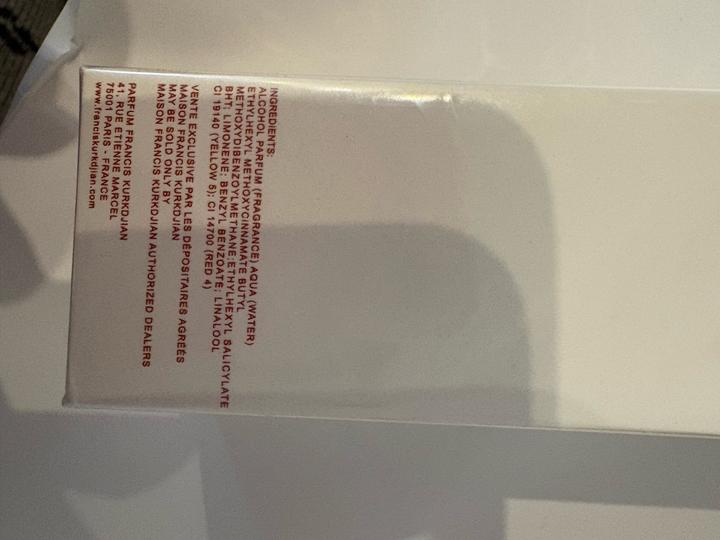 INGREDIENTS:
ALCOHOL PARFUM (FRAGRANCE) AQUA (WATER)
ETHYLHEXYL METHOXYCINNAMATE BUTYL
METHOXYDIBENZOYLMETHANE; ETHYLHEXYL SALICYLATE
BHT; LIMONENE; BENZYL BENZOATE; LINALOOL
CI 19140 (YELLOW 5); CI 14700 (RED 4)
VENTE EXCLUSIVE PAR LES DÉPOSITAIRES AGRÉÉS
MAISON FRANCIS KURKDJIAN
MAY BE SOLD ONLY BY
MAISON FRANCIS KURKDJIAN AUTHORIZED DEALERS
PARFUM FRANCIS KURKDJIAN
41, RUE ETIENNE MARCEL
75001 PARIS - FRANCE
www.franciskurkdjian.com